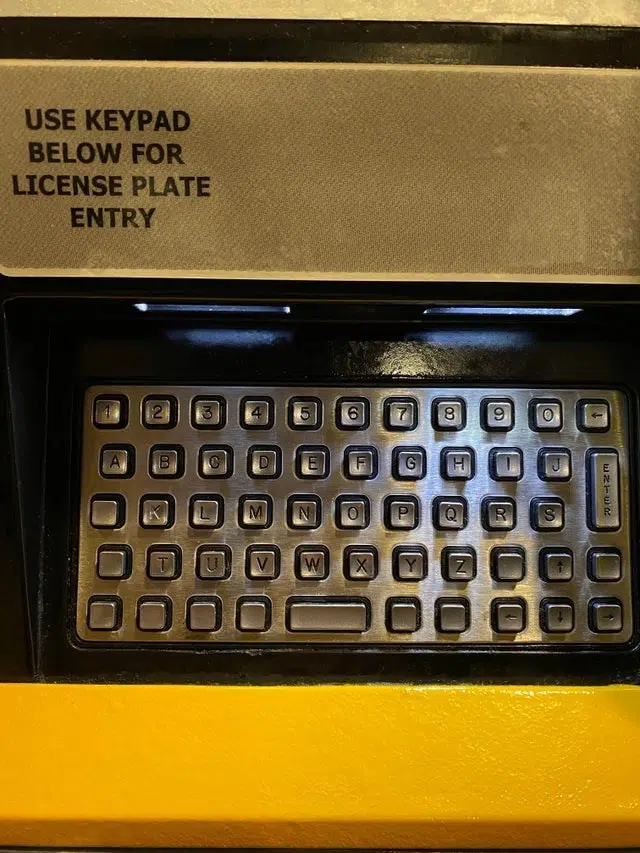 USE KEYPAD
BELOW FOR
LICENSE PLATE
ENTRY
1 2 3 4 5 6 7 8 9 0 ←
A B C D E F G H I J ENTER
K L M N O P Q R S
T U V W X Y Z ↑
← ↓ →